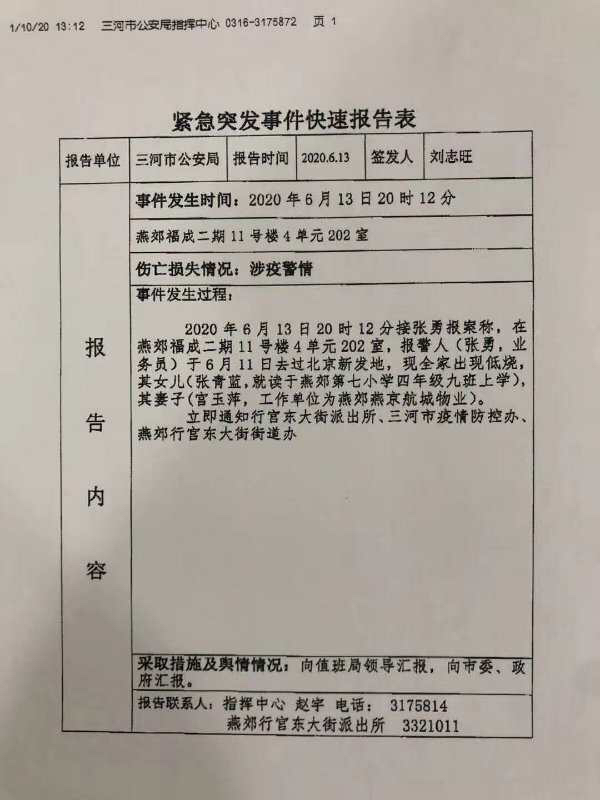 1/10/20 13:12 三河市公安局指挥中心 0316-3175872 页 1
紧急突发事件快速报告表
报告单位 三河市公安局 报告时间 2020.6.13 签发人 刘志旺
事件发生时间：2020 年 6 月 13 日 20 时 12 分
燕郊福成二期 11 号楼 4 单元 202 室
伤亡损失情况：涉疫警情
事件发生过程：
2020 年 6 月 13 日 20 时 12 分接张勇报案称，在
燕郊福成二期 11 号楼 4 单元 202 室，报警人（张勇，业
务员）于 6 月 11 日去过北京新发地，现全家出现低烧，
其女儿(张青蓝，就读于燕郊第七小学四年级九班上学)，
其妻子(宫玉萍，工作单位为燕郊燕京航城物业)。
立即通知行宫东大街派出所、三河市疫情防控办、
燕郊行宫东大街街道办
报告内容
采取措施及舆情情况：向值班局领导汇报，向市委、政
府汇报。
报告联系人：指挥中心 赵宇 电话： 3175814
燕郊行宫东大街派出所 3321011